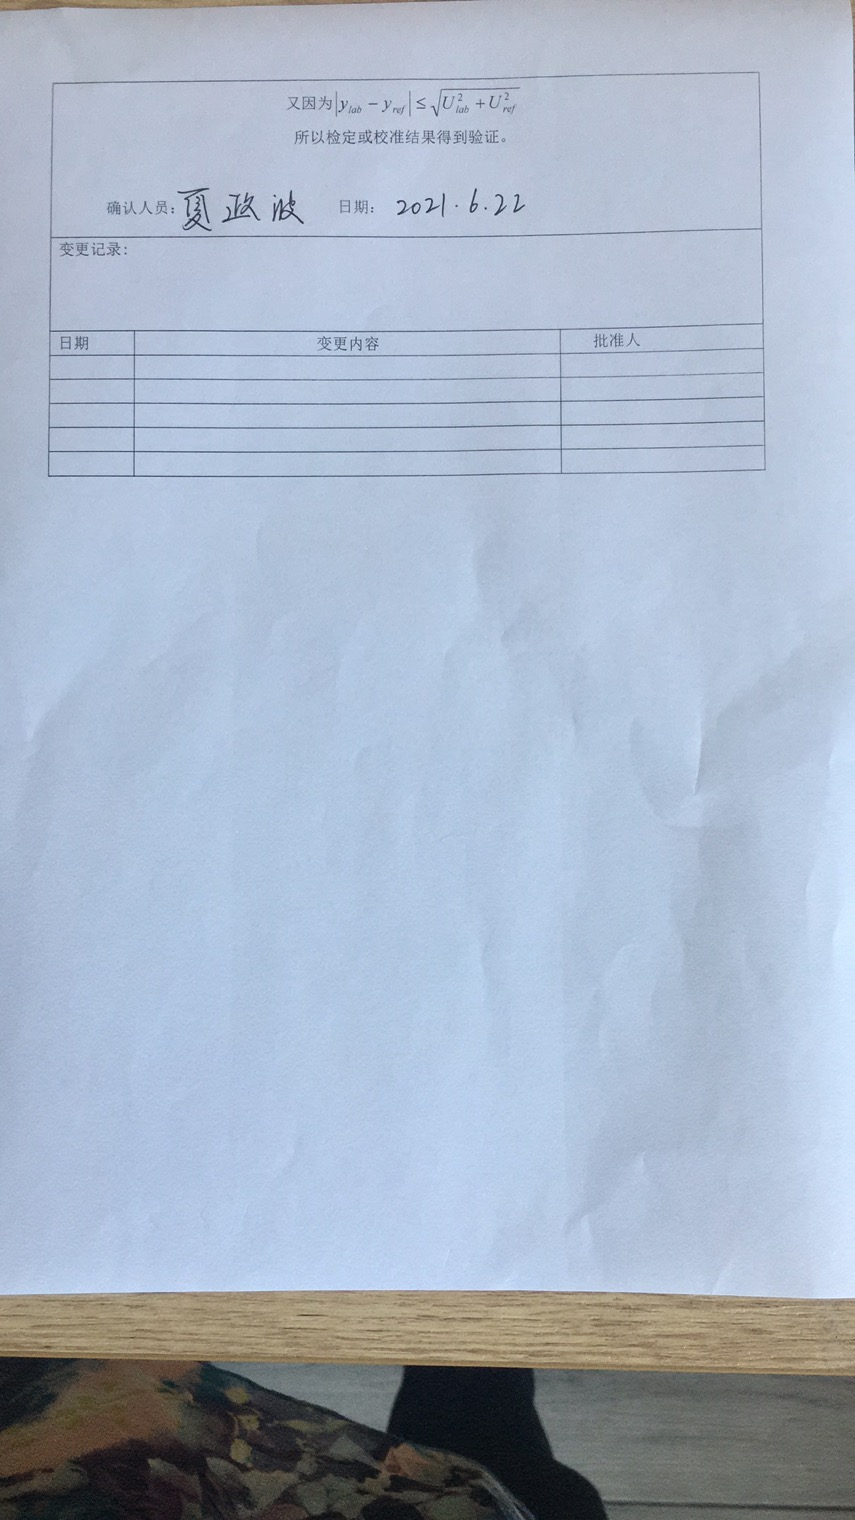 又因为|y_lab − y_ref| ≤ √(U²_lab + U²_ref)
所以检定或校准结果得到验证。
确认人员：夏政波 日期： 2021.6.22
变更记录：
日期 变更内容 批准人